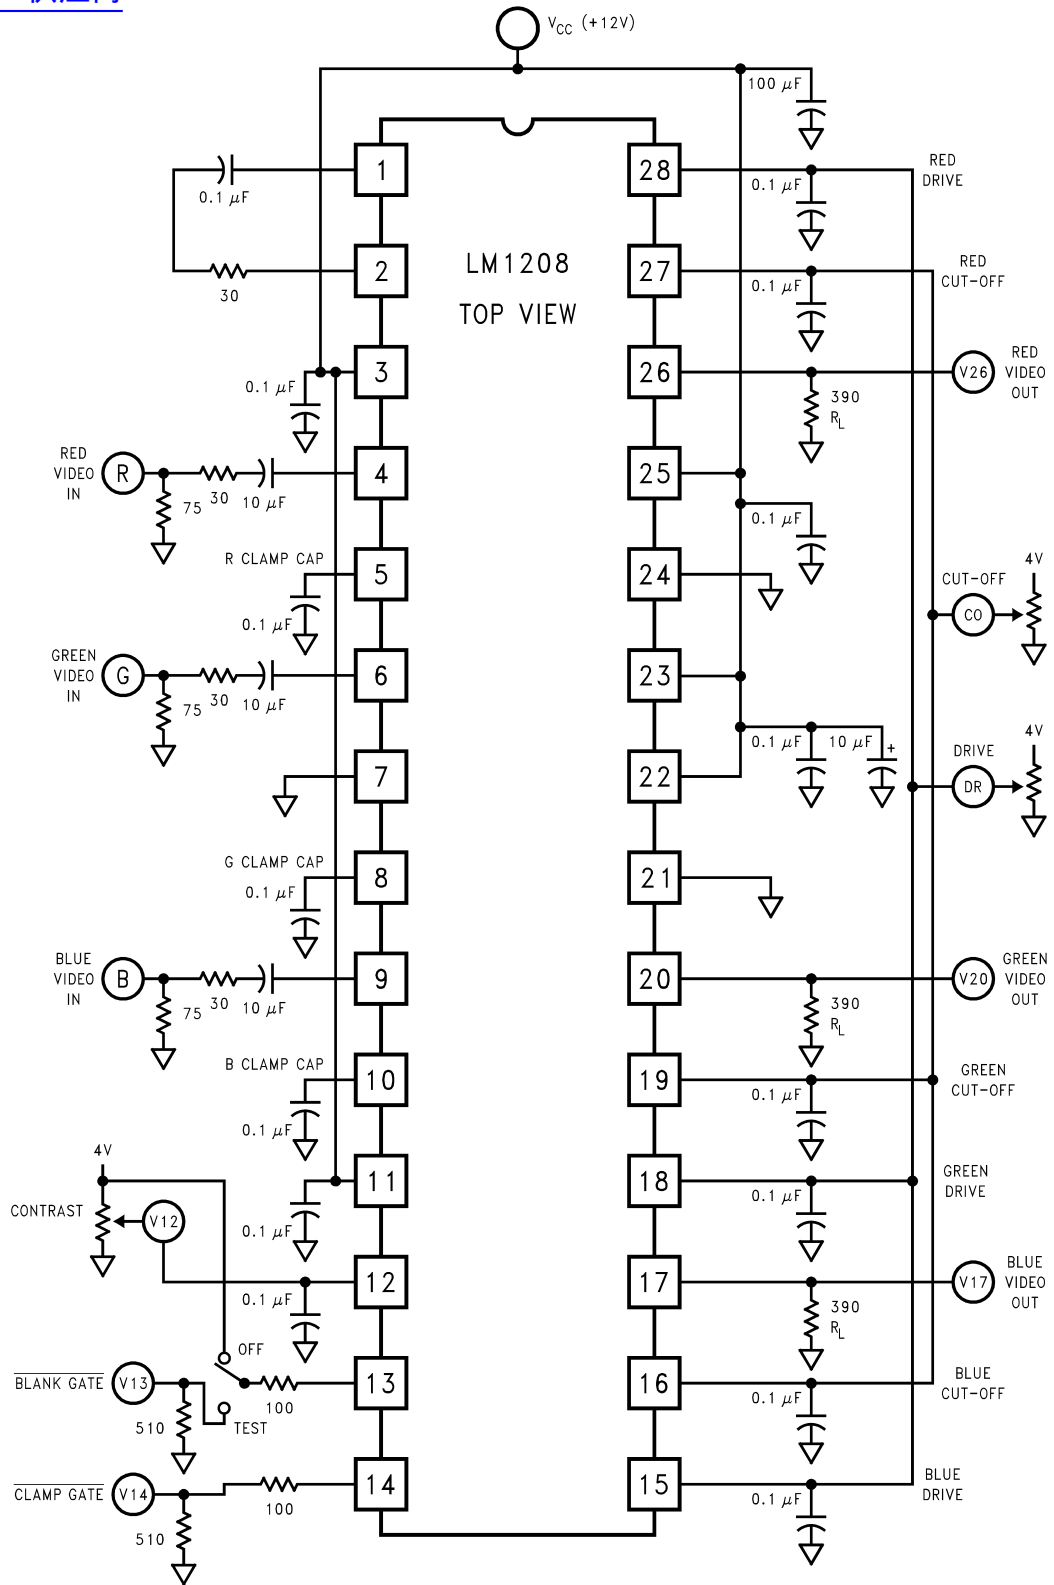 V_CC (+12V)
100 μF
1
28
RED
DRIVE
0.1 μF
0.1 μF
LM1208
TOP VIEW
2
27
RED
CUT-OFF
30
0.1 μF
3
26
V26
RED
VIDEO
OUT
0.1 μF
390
R_L
RED
VIDEO
IN
R
75
30
10 μF
4
25
0.1 μF
R CLAMP CAP
5
24
0.1 μF
CUT-OFF
CO
4V
GREEN
VIDEO
IN
G
75
30
10 μF
6
23
0.1 μF
10 μF
+
7
22
DRIVE
DR
4V
G CLAMP CAP
0.1 μF
8
21
BLUE
VIDEO
IN
B
75
30
10 μF
9
20
V20
GREEN
VIDEO
OUT
390
R_L
B CLAMP CAP
10
19
GREEN
CUT-OFF
0.1 μF
0.1 μF
4V
CONTRAST
V12
11
18
GREEN
DRIVE
0.1 μF
0.1 μF
12
17
V17
BLUE
VIDEO
OUT
0.1 μF
390
R_L
OFF
BLANK GATE
V13
510
TEST
100
13
16
BLUE
CUT-OFF
0.1 μF
CLAMP GATE
V14
510
100
14
15
BLUE
DRIVE
0.1 μF